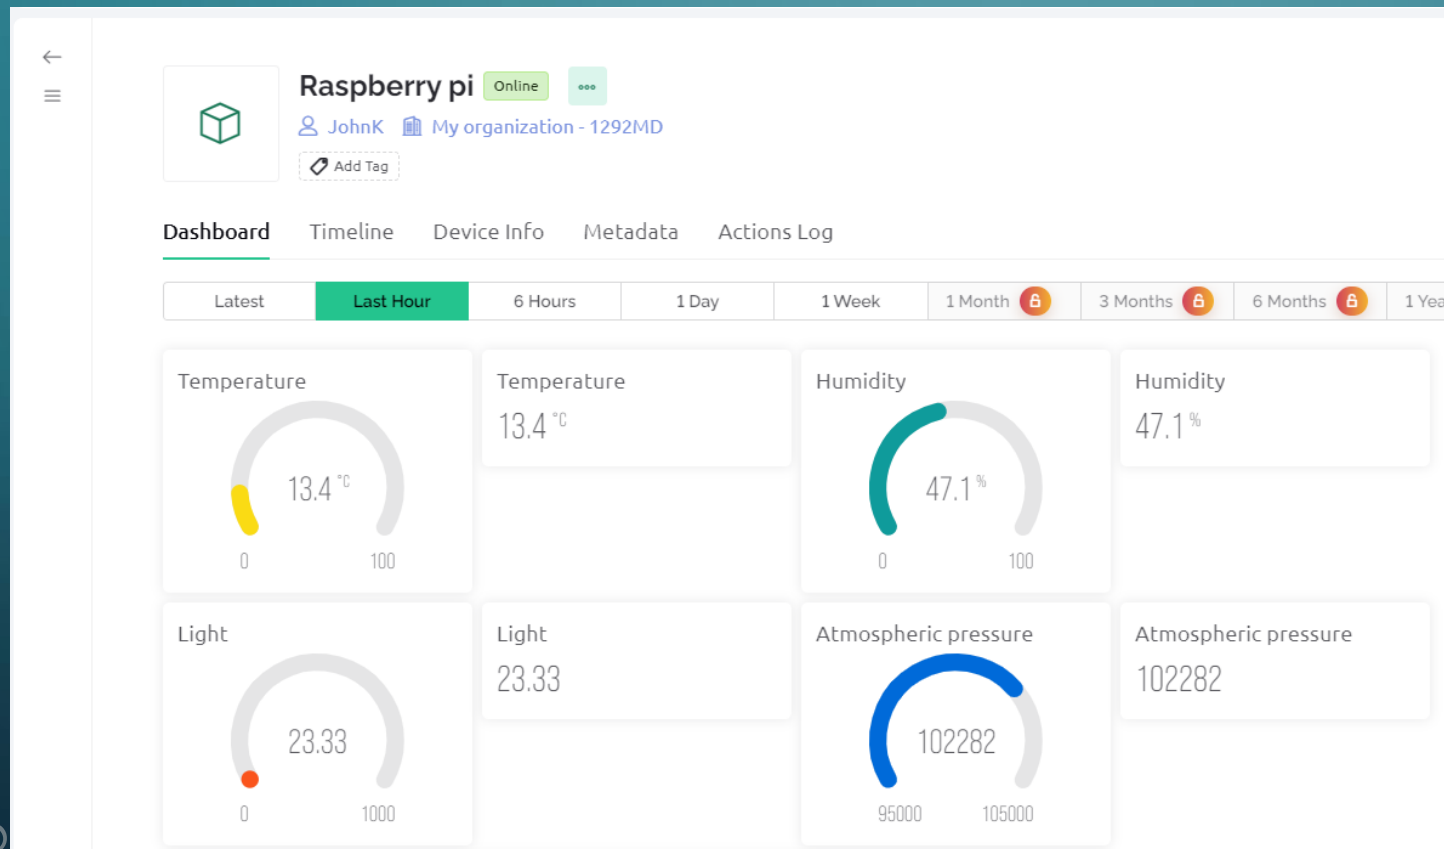 Raspberry pi Online
JohnK My organization - 1292MD
Add Tag
Dashboard Timeline Device Info Metadata Actions Log
Latest Last Hour 6 Hours 1 Day 1 Week 1 Month 3 Months 6 Months 1 Yea
Temperature
13.4 °C
0 100
Temperature
13.4 °C
Humidity
47.1 %
0 100
Humidity
47.1 %
Light
23.33
0 1000
Light
23.33
Atmospheric pressure
102282
95000 105000
Atmospheric pressure
102282